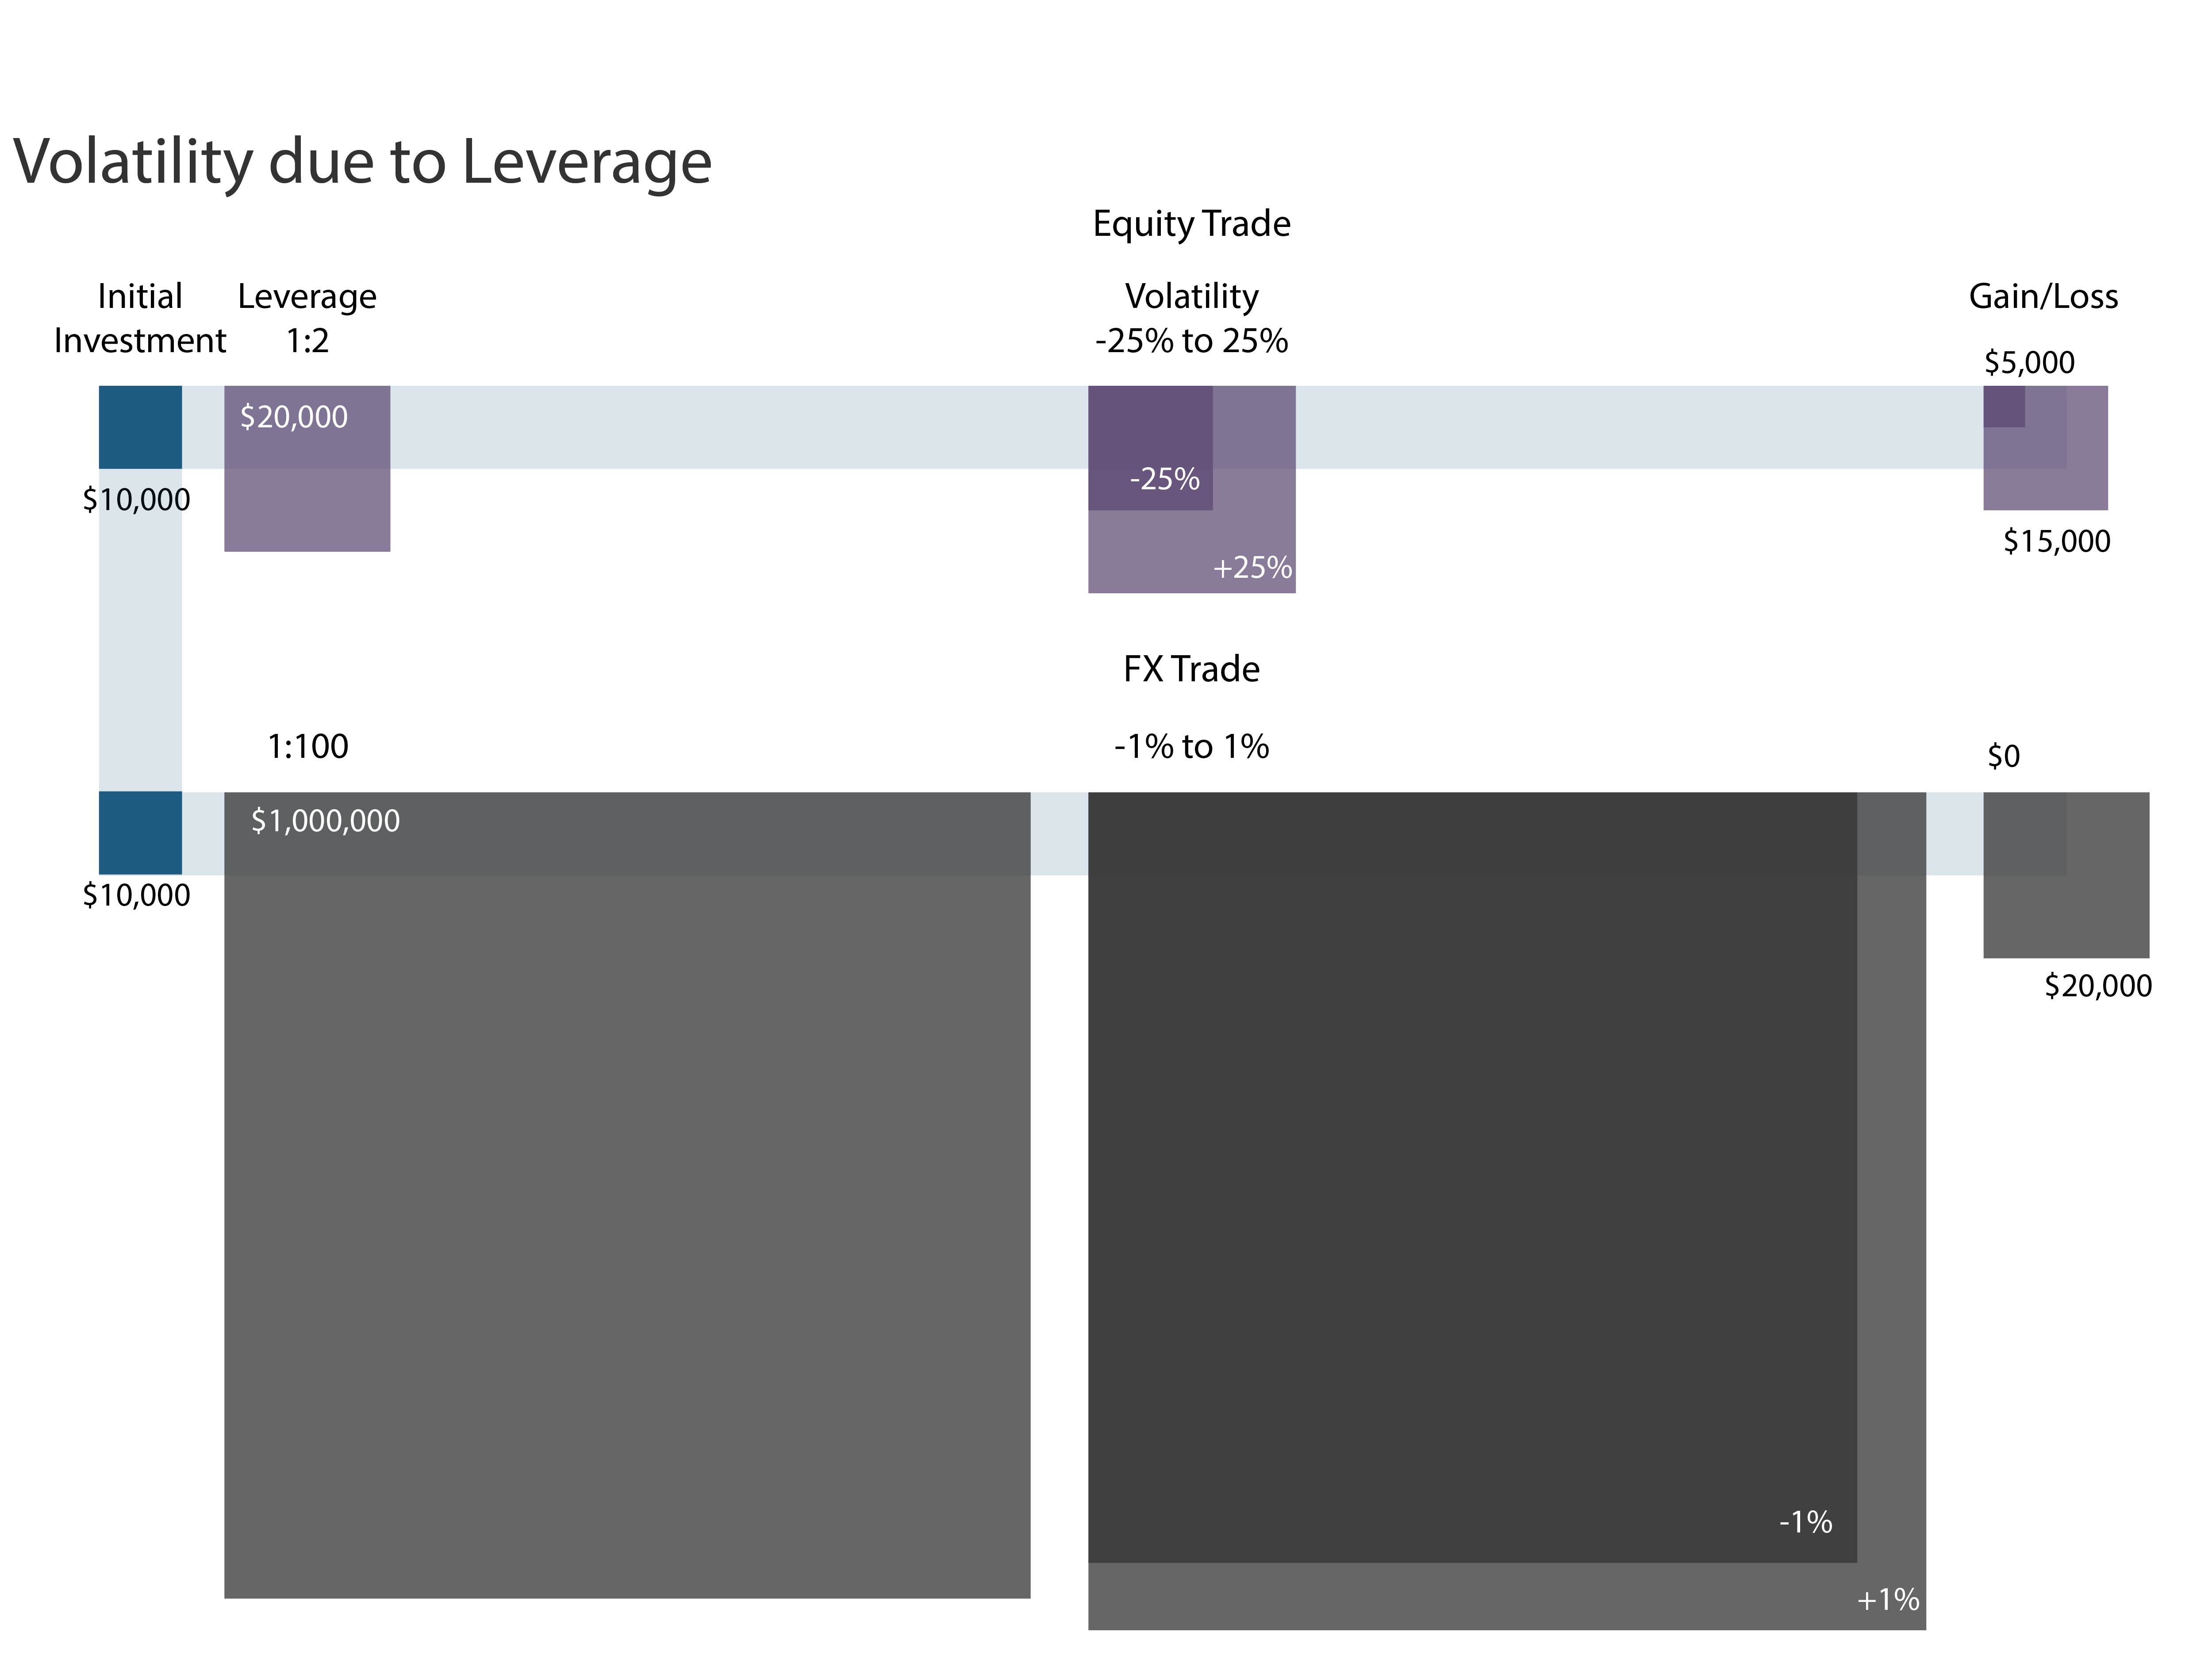 Volatility due to Leverage
Equity Trade
Initial
Investment
Leverage
1:2
Volatility
-25% to 25%
Gain/Loss
$5,000
$20,000
$10,000
-25%
+25%
$15,000
FX Trade
1:100
-1% to 1%
$0
$1,000,000
$10,000
$20,000
-1%
+1%